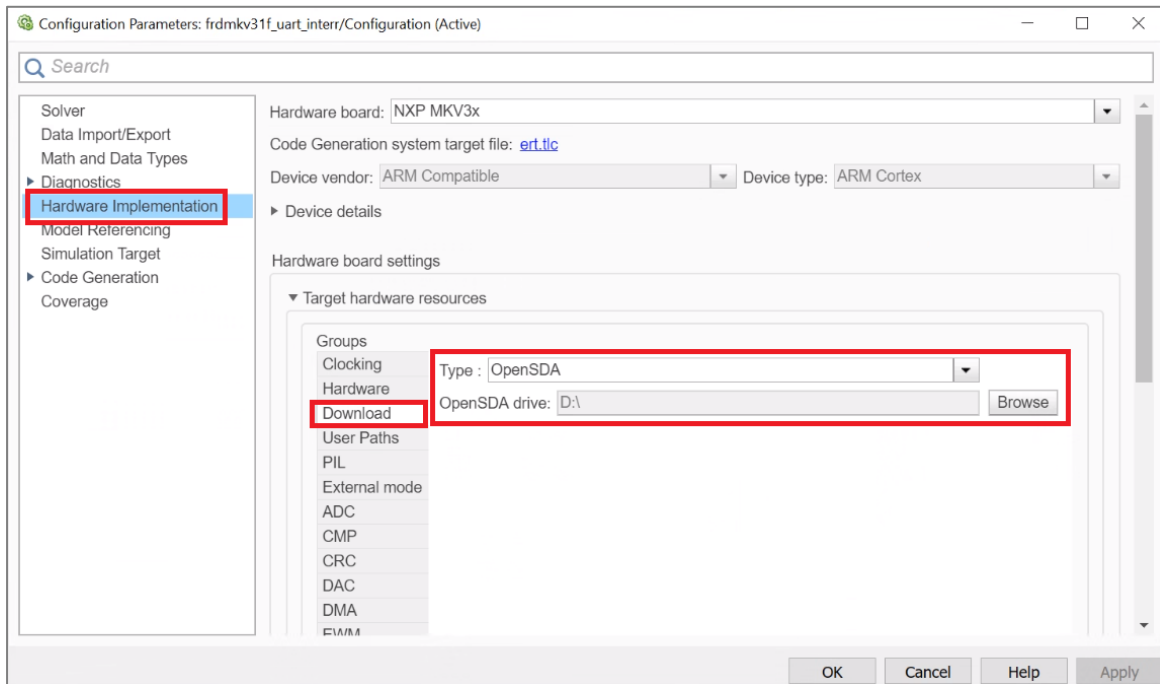 Configuration Parameters: frdmkv31f_uart_interr/Configuration (Active)
Search
Solver
Data Import/Export
Math and Data Types
Diagnostics
Hardware Implementation
Model Referencing
Simulation Target
Code Generation
Coverage
Hardware board: NXP MKV3x
Code Generation system target file: ert.tlc
Device vendor: ARM Compatible Device type: ARM Cortex
Device details
Hardware board settings
Target hardware resources
Groups
Clocking
Hardware
Download
User Paths
PIL
External mode
ADC
CMP
CRC
DAC
DMA
EWM
Type : OpenSDA
OpenSDA drive: D:\ Browse
OK Cancel Help Apply